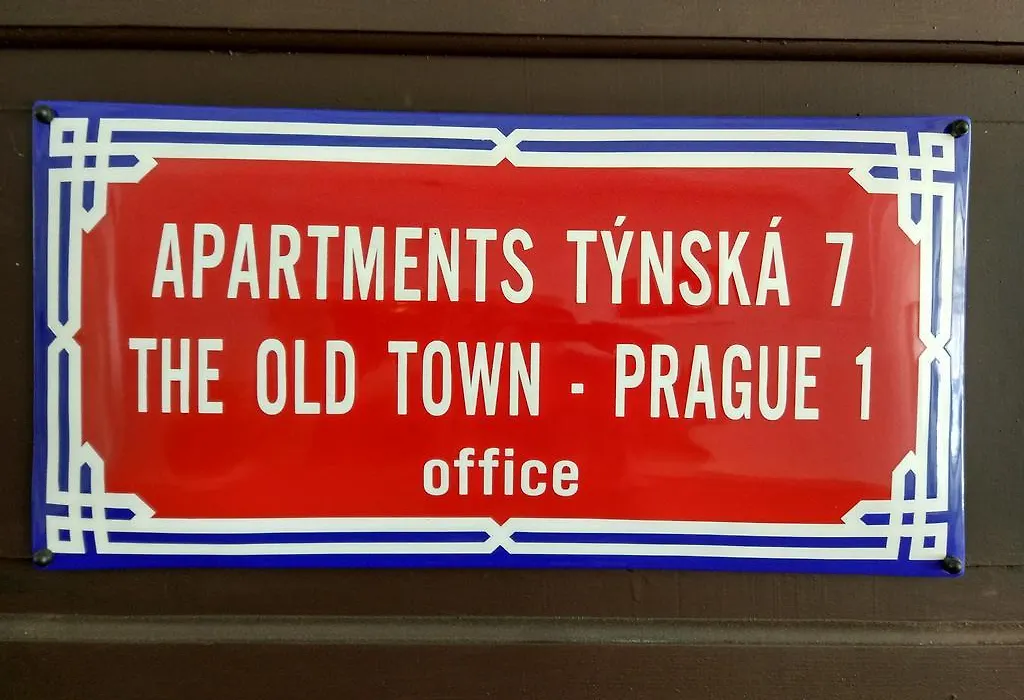 APARTMENTS TÝNSKÁ 7
THE OLD TOWN - PRAGUE 1
office